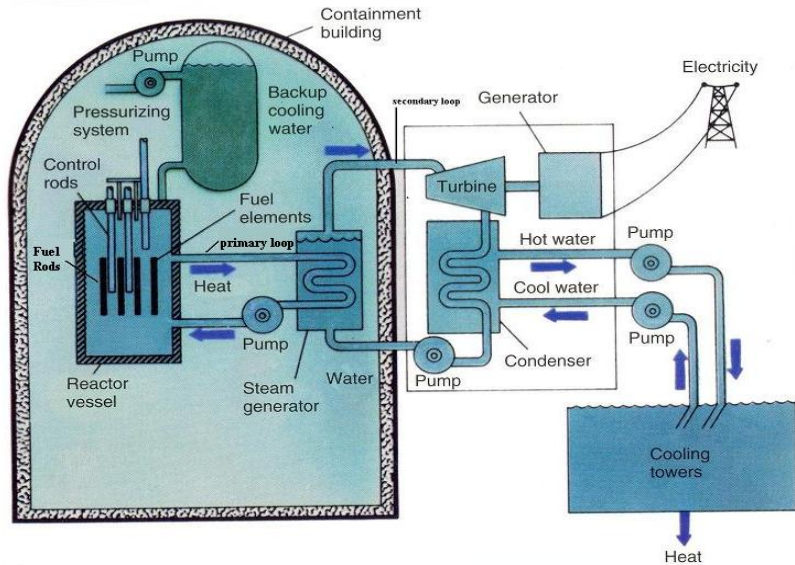 Containment
building
Pump
Pressurizing
system
Backup
cooling
water
Control
rods
Fuel
elements
Fuel
Rods
primary loop
Heat
Pump
Reactor
vessel
Steam
generator
Water
secondary loop
Turbine
Generator
Electricity
Hot water
Pump
Cool water
Pump
Condenser
Pump
Cooling
towers
Heat